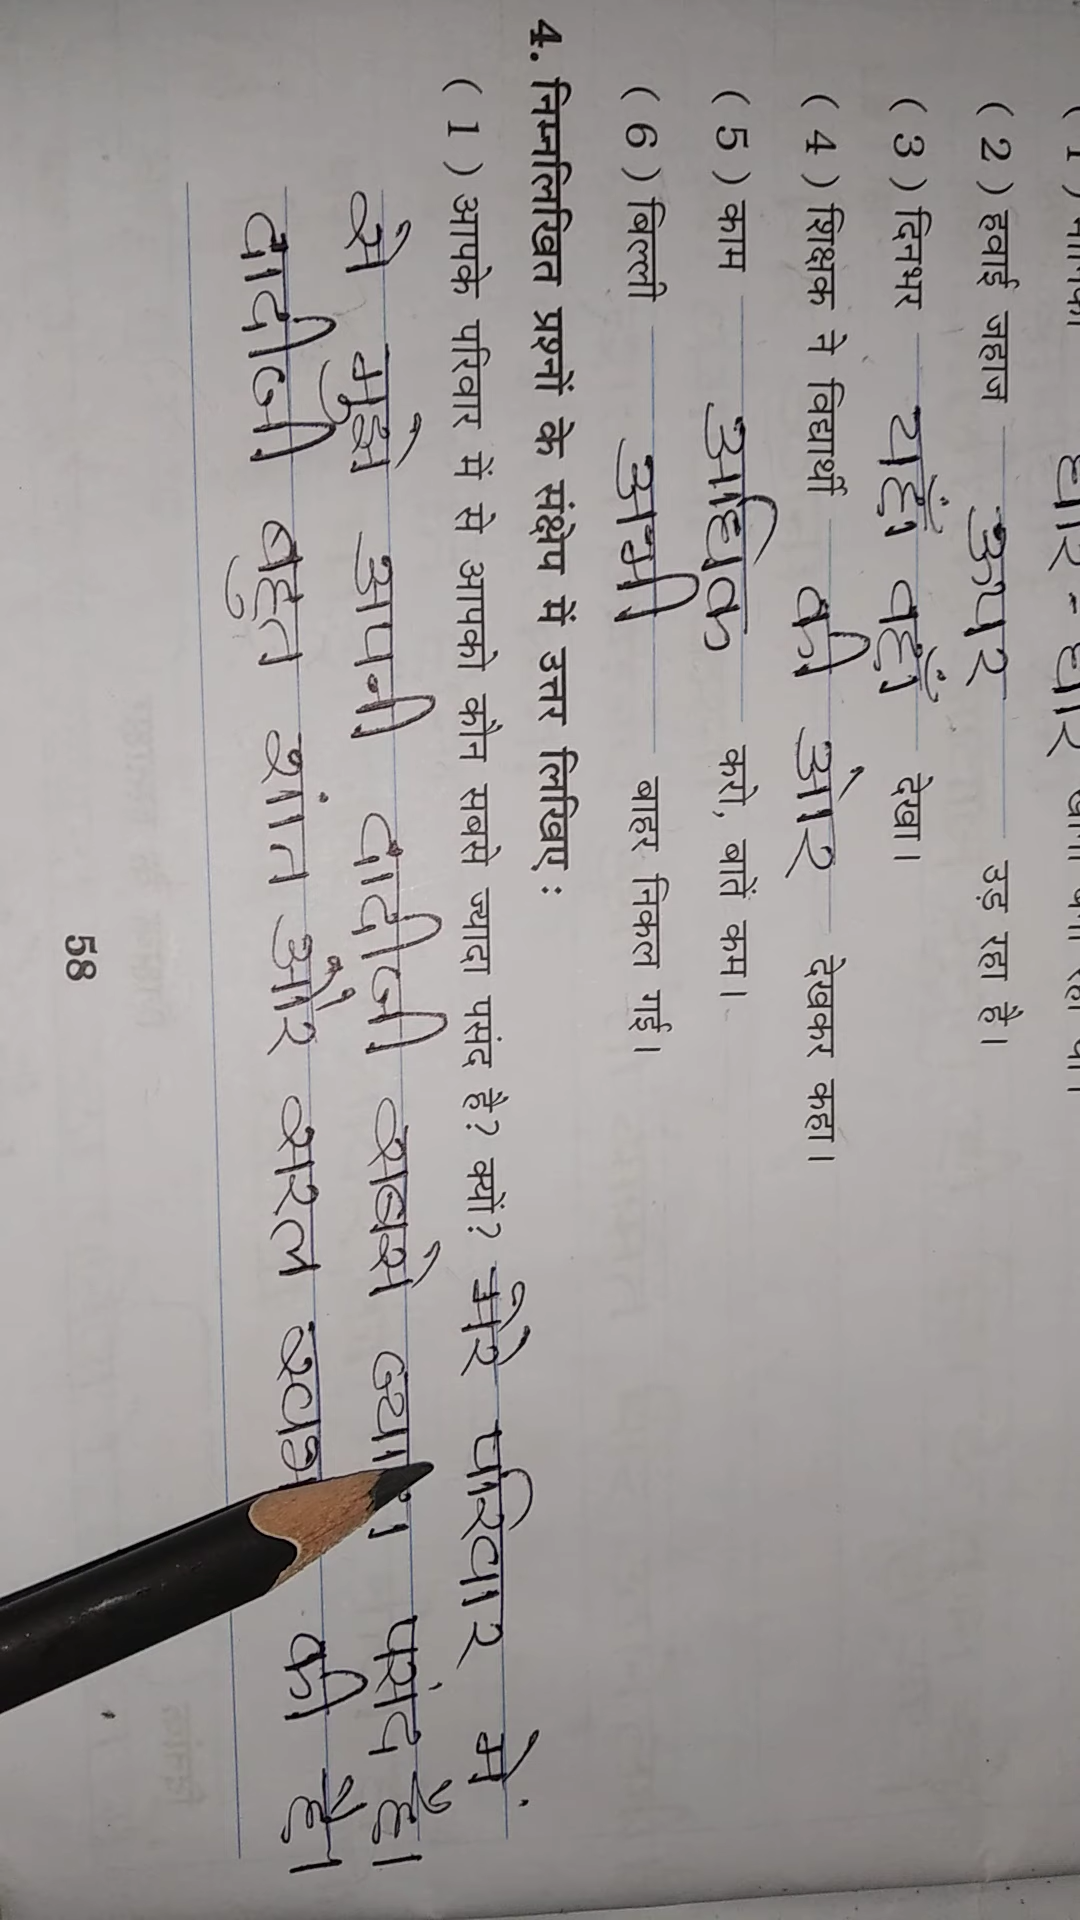 धीरे - धीरे
( 2 ) हवाई जहाज ऊपर उड़ रहा है।
( 3 ) दिनभर यहाँ वहाँ देखा।
( 4 ) शिक्षक ने विद्यार्थी की ओर देखकर कहा।
( 5 ) काम अधिक करो, बातें कम।
( 6 ) बिल्ली अभी बाहर निकल गई।
4. निम्नलिखित प्रश्नों के संक्षेप में उत्तर लिखिए :
( 1 ) आपके परिवार में से आपको कौन सबसे ज्यादा पसंद है? क्यों? मेरे परिवार में
से मुझे अपनी दादीजी सबसे पसंद है।
दादीजी बहुत शांत और सरल की है।
58